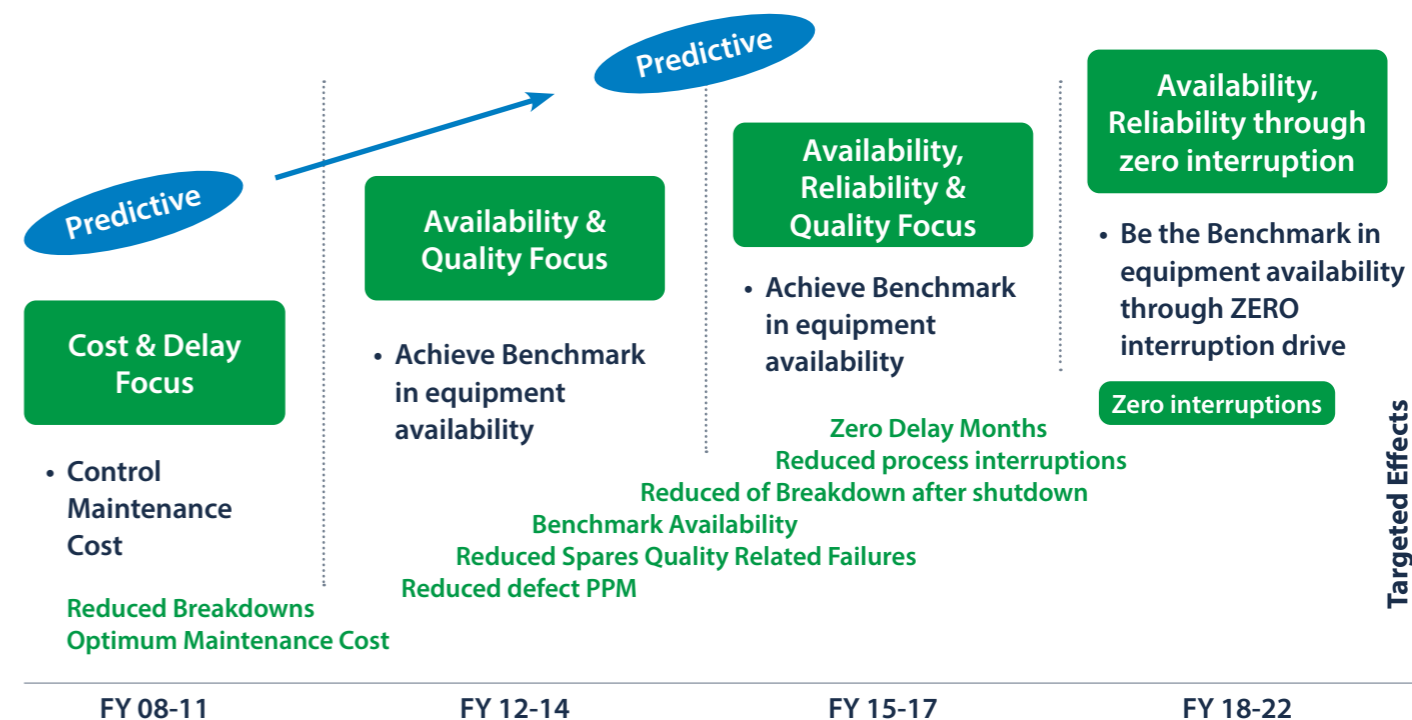 Predictive
Predictive
Cost & Delay
Focus
• Control
Maintenance
Cost
Availability &
Quality Focus
• Achieve Benchmark
in equipment
availability
Availability,
Reliability &
Quality Focus
• Achieve Benchmark
in equipment
availability
Availability,
Reliability through
zero interruption
• Be the Benchmark in
equipment availability
through ZERO
interruption drive
Zero interruptions
Zero Delay Months
Reduced process interruptions
Reduced of Breakdown after shutdown
Benchmark Availability
Reduced Spares Quality Related Failures
Reduced defect PPM
Reduced Breakdowns
Optimum Maintenance Cost
Targeted Effects
FY 08-11
FY 12-14
FY 15-17
FY 18-22